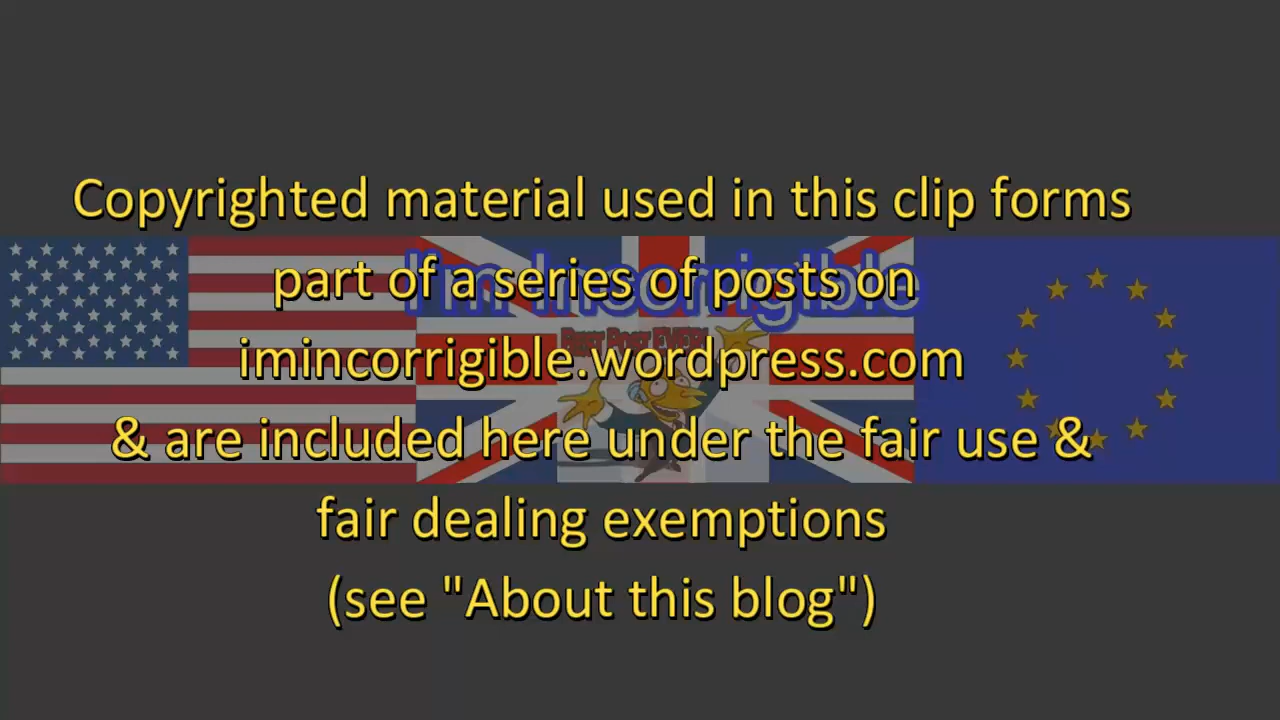 Copyrighted material used in this clip forms
part of a series of posts on
I'm Incorrigible
imincorrigible.wordpress.com
& are included here under the fair use &
fair dealing exemptions
(see "About this blog")